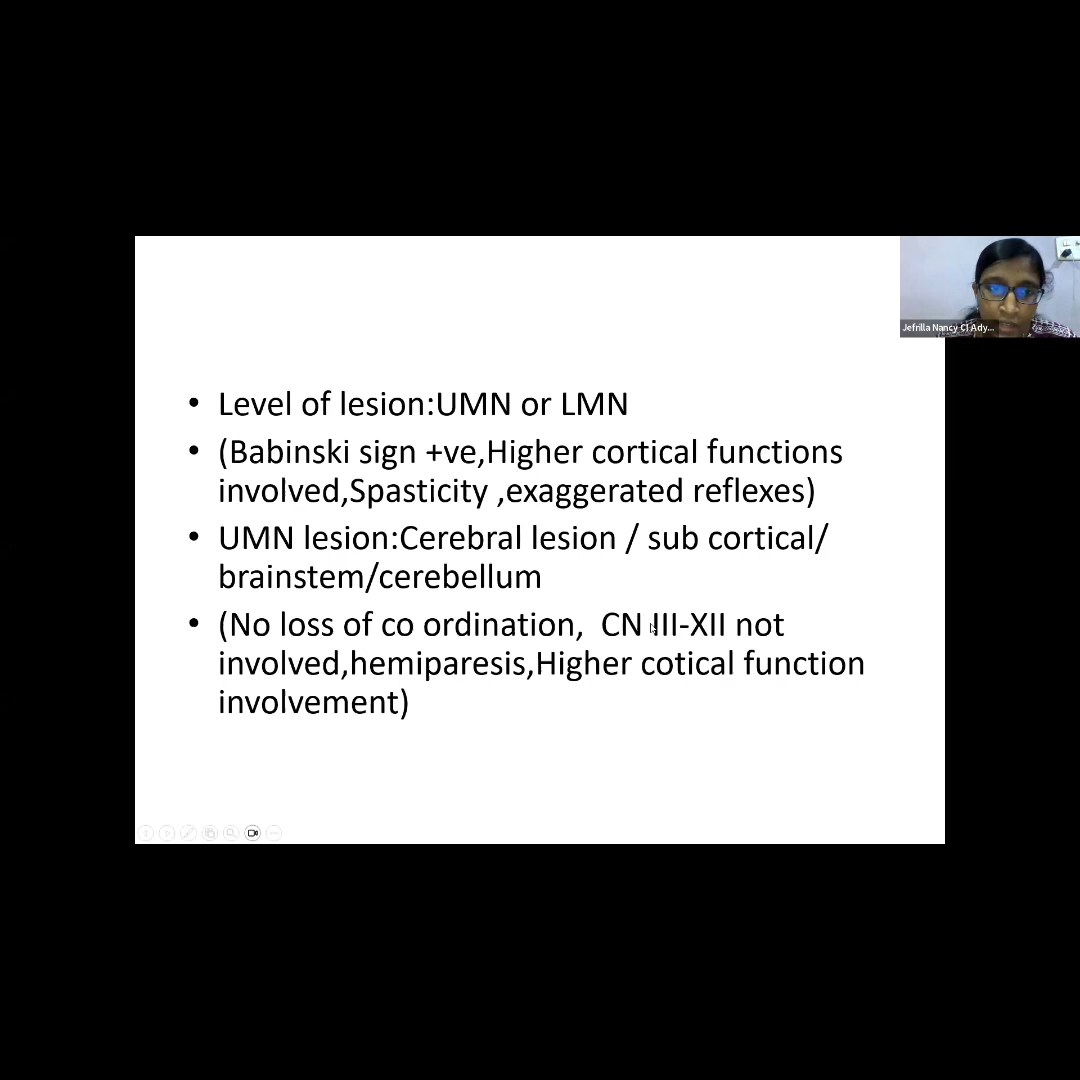 Jefrilla Nancy CI Ady...
• Level of lesion:UMN or LMN
• (Babinski sign +ve,Higher cortical functions
involved,Spasticity ,exaggerated reflexes)
• UMN lesion:Cerebral lesion / sub cortical/
brainstem/cerebellum
• (No loss of co ordination,  CN III-XII not
involved,hemiparesis,Higher cotical function
involvement)